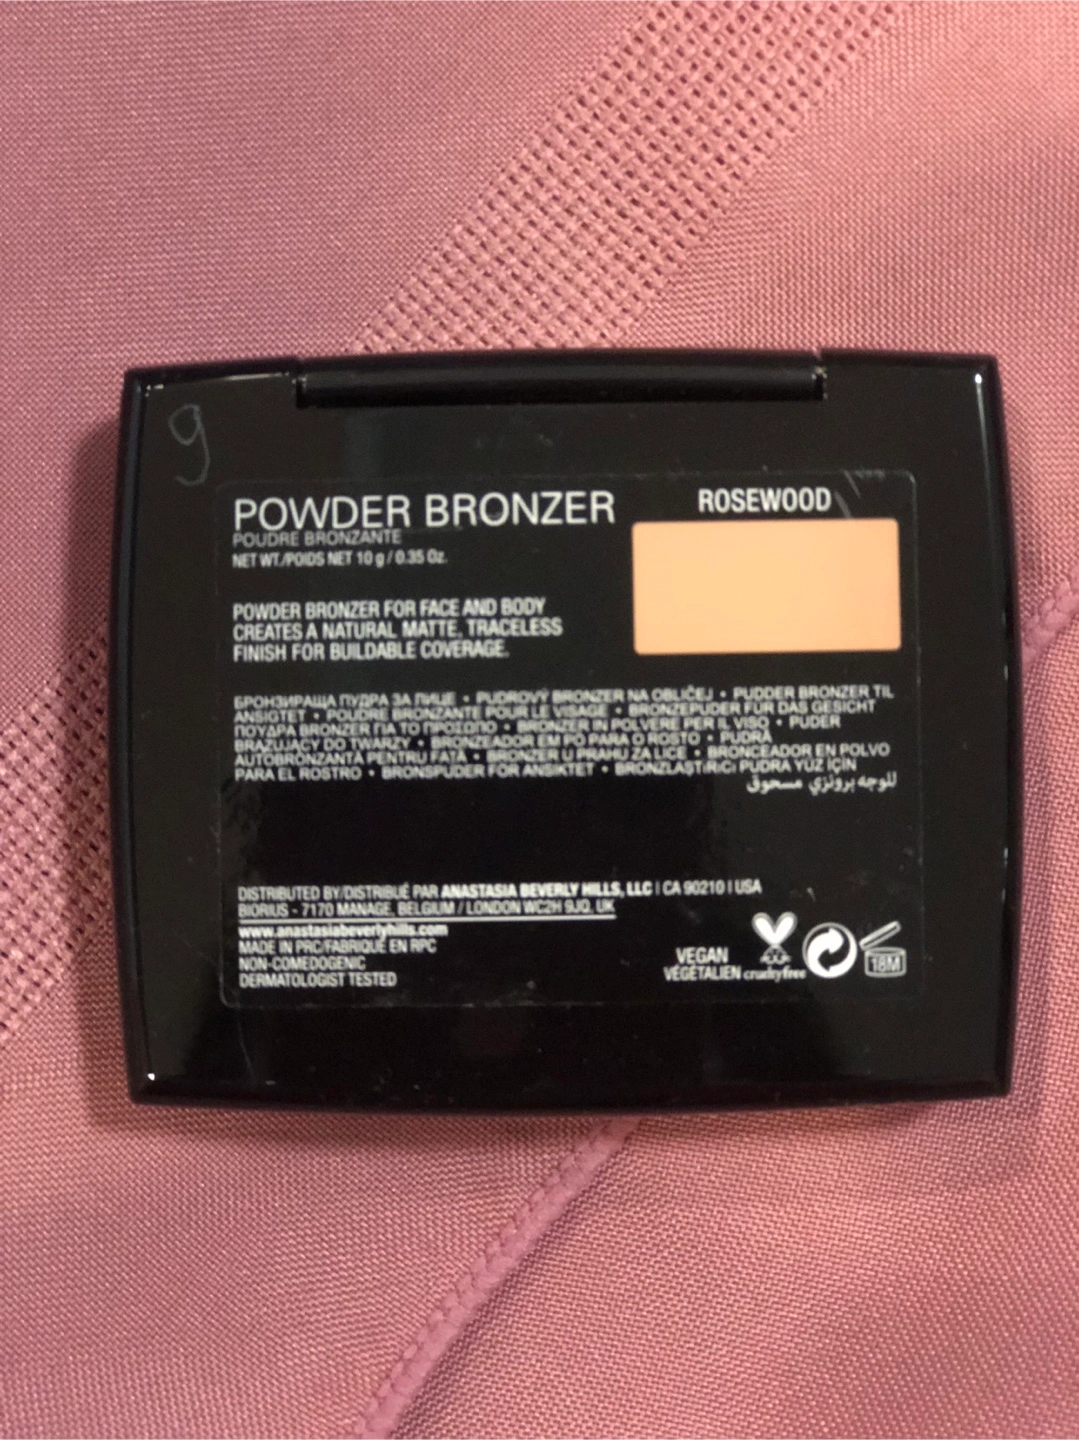 9
POWDER BRONZER
POUDRE BRONZANTE
NET WT./POIDS NET 10 g / 0.35 Oz.
ROSEWOOD
POWDER BRONZER FOR FACE AND BODY
CREATES A NATURAL MATTE, TRACELESS
FINISH FOR BUILDABLE COVERAGE.
БРОНЗИРАЩА ПУДРА ЗА ЛИЦЕ • PUDROVÝ BRONZER NA OBLIČEJ • PUDDER BRONZER TIL
ANSIGTET • POUDRE BRONZANTE POUR LE VISAGE • BRONZEPUDER FÜR DAS GESICHT
ΠΟΥΔΡΑ BRONZER ΓΙΑ ΤΟ ΠΡΟΣΩΠΟ • BRONZER IN POLVERE PER IL VISO • PUDER
BRĄZUJĄCY DO TWARZY • BRONZEADOR EM PÓ PARA O ROSTO • PUDRĂ
AUTOBRONZANTĂ PENTRU FAȚĂ • BRONZER U PRAHU ZA LICE • BRONCEADOR EN POLVO
PARA EL ROSTRO • BRONSPUDER FÖR ANSIKTET • BRONZLAŞTIRICI PUDRA YÜZ İÇİN
للوجه برونزي مسحوق
DISTRIBUTED BY/DISTRIBUÉ PAR ANASTASIA BEVERLY HILLS, LLC | CA 90210 | USA
BIORIUS - 7170 MANAGE, BELGIUM / LONDON WC2H 9JQ, UK
www.anastasiabeverlyhills.com
MADE IN PRC/FABRIQUÉ EN RPC
NON-COMEDOGENIC
DERMATOLOGIST TESTED
VEGAN
VÉGÉTALIEN
cruelty free
18M